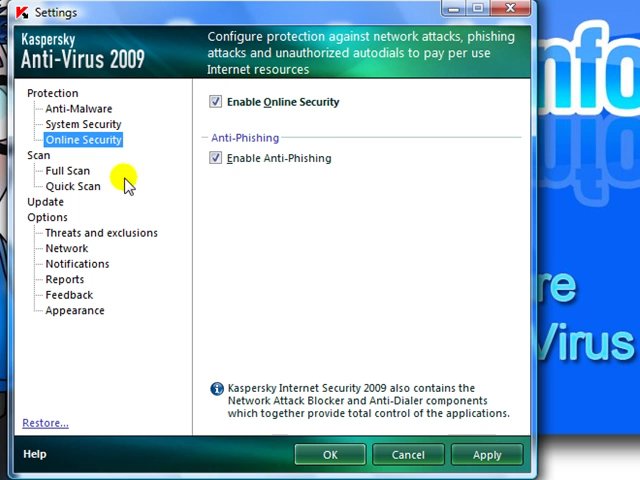 Settings
Kaspersky
Anti-Virus 2009
Configure protection against network attacks, phishing
attacks and unauthorized autodials to pay per use
Internet resources
Protection
Anti-Malware
System Security
Online Security
Scan
Full Scan
Quick Scan
Update
Options
Threats and exclusions
Network
Notifications
Reports
Feedback
Appearance
Restore...
Enable Online Security
Anti-Phishing
Enable Anti-Phishing
Kaspersky Internet Security 2009 also contains the
Network Attack Blocker and Anti-Dialer components
which together provide total control of the applications.
Help
OK
Cancel
Apply
nfo
re
Virus